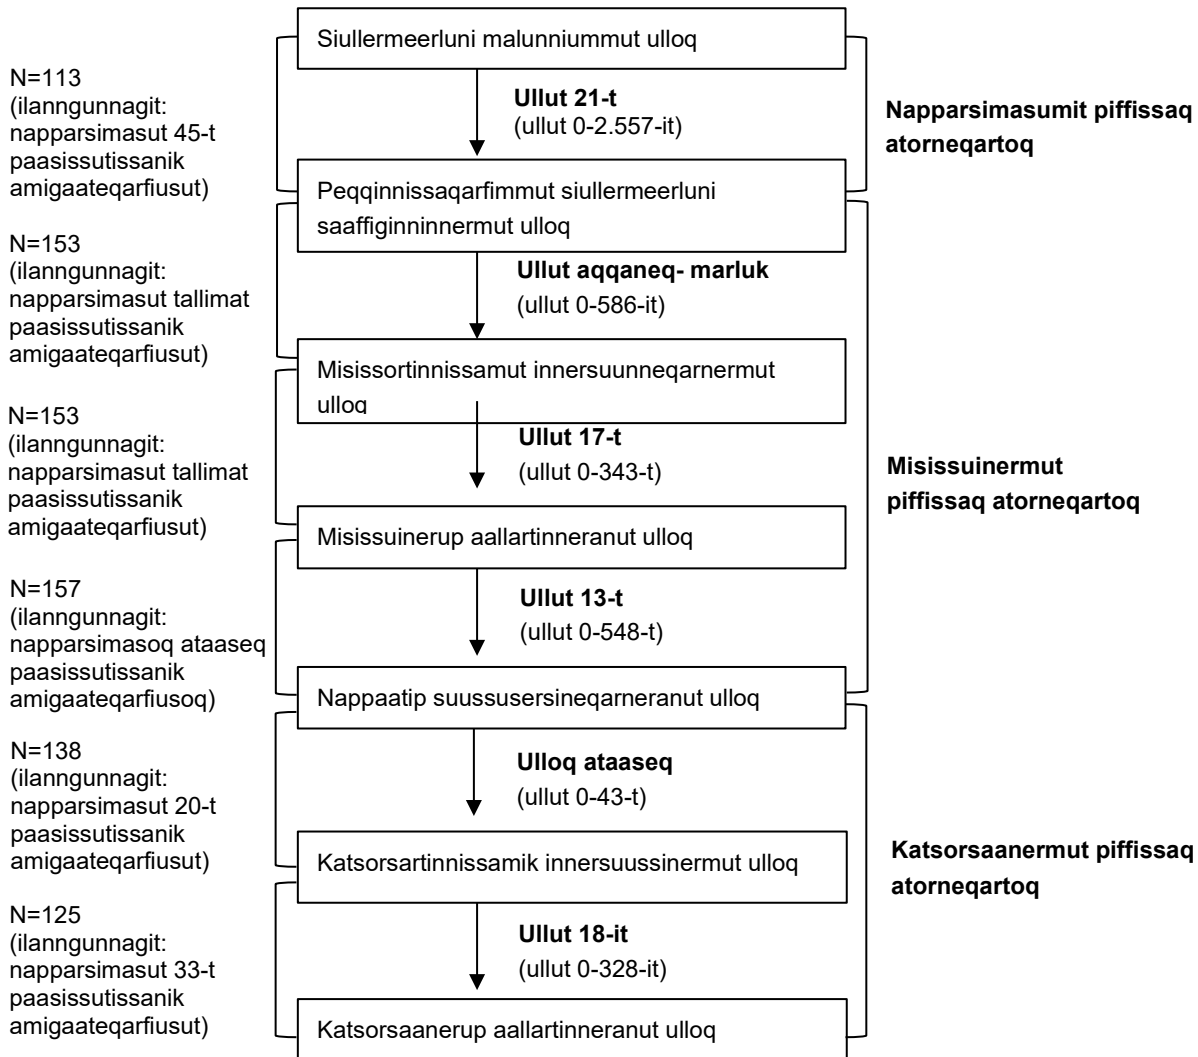 Siullermeerluni malunniummut ulloq
N=113
(ilanngunnagit:
napparsimasut 45-t
paasissutissanik
amigaateqarfiusut)
Ullut 21-t
(ullut 0-2.557-it)
Napparsimasumit piffissaq
atorneqartoq
Peqqinnissaqarfimmut siullermeerluni
saaffiginninnermut ulloq
N=153
(ilanngunnagit:
napparsimasut tallimat
paasissutissanik
amigaateqarfiusut)
Ullut aqqaneq- marluk
(ullut 0-586-it)
Misissortinnissamut innersuunneqarnermut
ulloq
N=153
(ilanngunnagit:
napparsimasut tallimat
paasissutissanik
amigaateqarfiusut)
Ullut 17-t
(ullut 0-343-t)
Misissuinermut
piffissaq atorneqartoq
Misissuinerup aallartinneranut ulloq
N=157
(ilanngunnagit:
napparsimasoq ataaseq
paasissutissanik
amigaateqarfiusoq)
Ullut 13-t
(ullut 0-548-t)
Nappaatip suussusersineqarneranut ulloq
N=138
(ilanngunnagit:
napparsimasut 20-t
paasissutissanik
amigaateqarfiusut)
Ulloq ataaseq
(ullut 0-43-t)
Katsorsartinnissamik innersuussinermut ulloq
Katsorsaanermut piffissaq
atorneqartoq
N=125
(ilanngunnagit:
napparsimasut 33-t
paasissutissanik
amigaateqarfiusut)
Ullut 18-it
(ullut 0-328-it)
Katsorsaanerup aallartinneranut ulloq